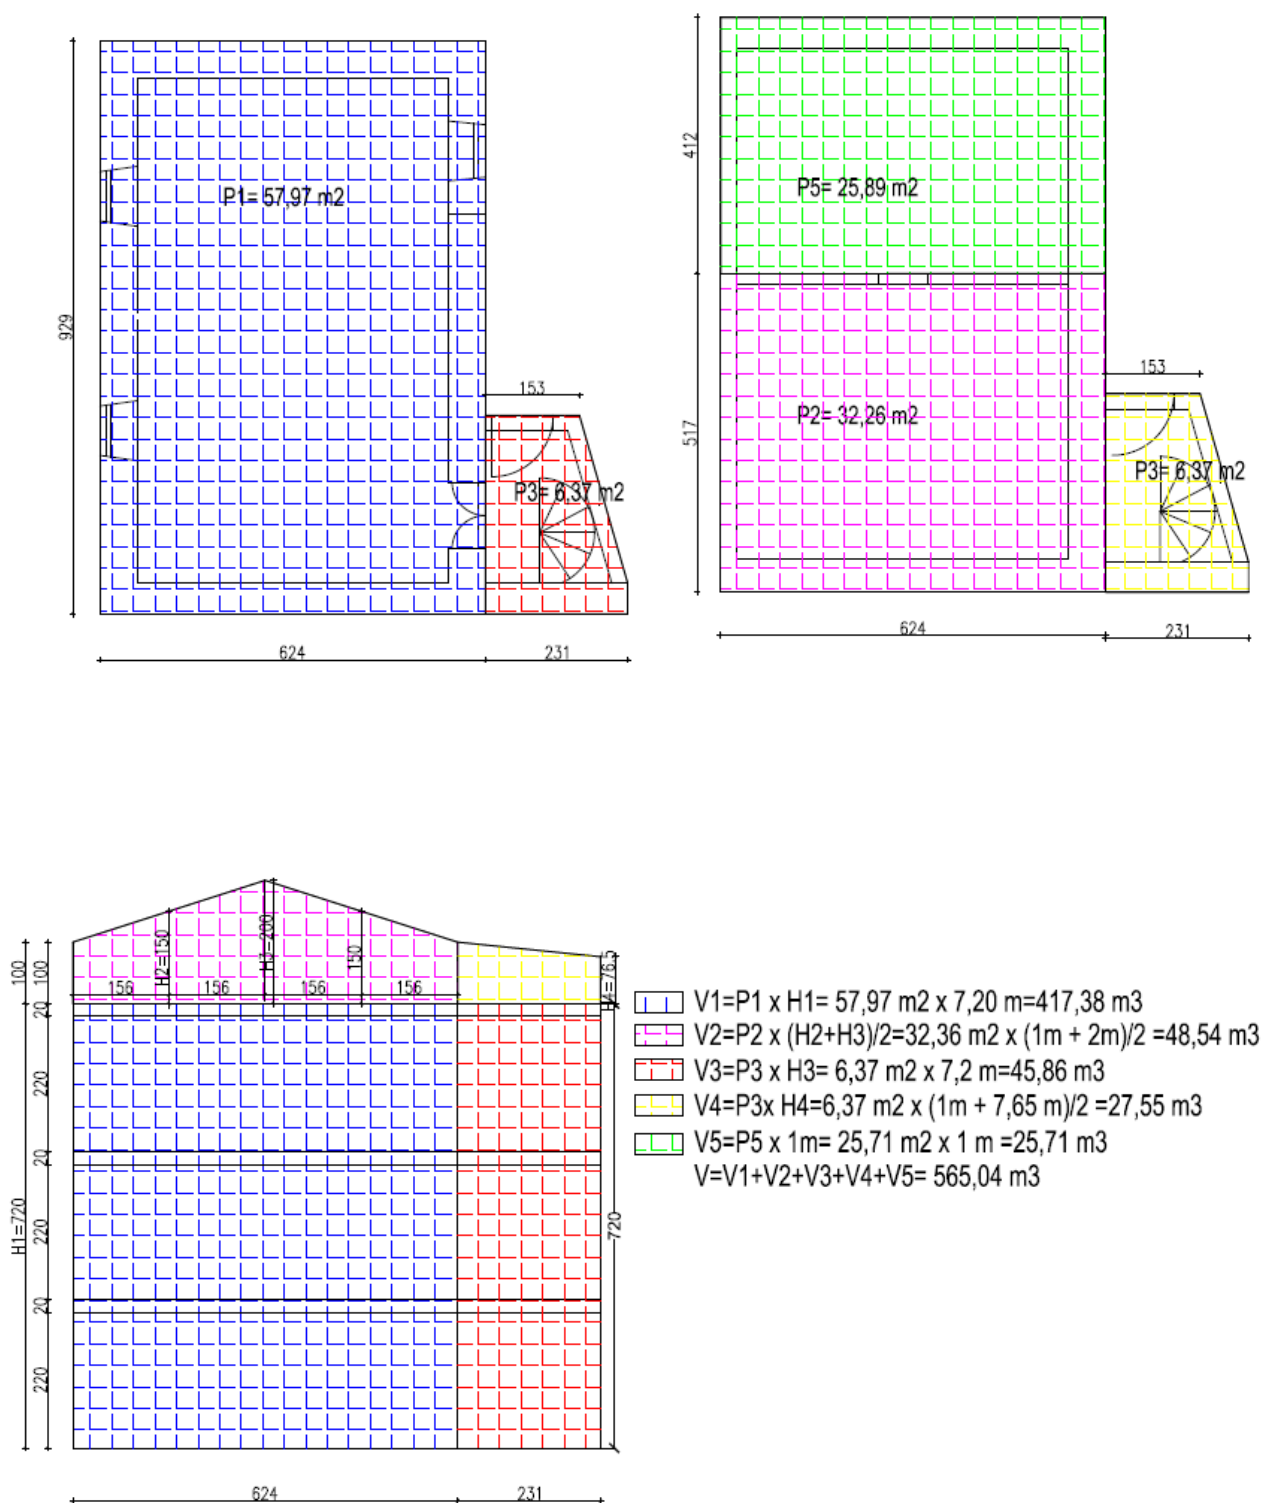 929
P1= 57,97 m2
153
P3= 6,37 m2
624
231
412
P5= 25,89 m2
517
P2= 32,26 m2
153
P3= 6,37 m2
624
231
100
100
H2=150
H3=200
150
H4=76,5
156
156
156
156
20
220
20
220
20
220
H1=720
720
624
231
V1=P1 x H1= 57,97 m2 x 7,20 m=417,38 m3
V2=P2 x (H2+H3)/2=32,36 m2 x (1m + 2m)/2 =48,54 m3
V3=P3 x H3= 6,37 m2 x 7,2 m=45,86 m3
V4=P3x H4=6,37 m2 x (1m + 7,65 m)/2 =27,55 m3
V5=P5 x 1m= 25,71 m2 x 1 m =25,71 m3
V=V1+V2+V3+V4+V5= 565,04 m3